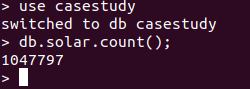 > use casestudy
switched to db casestudy
> db.solar.count();
1047797
>